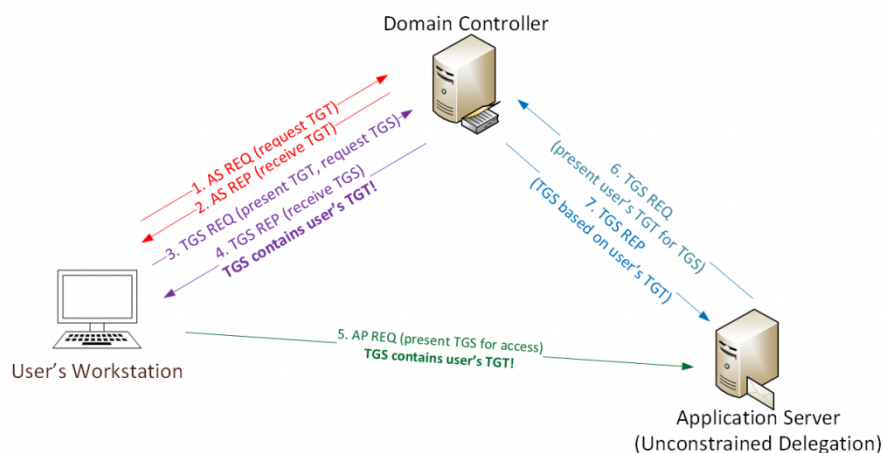 Domain Controller
1. AS REQ (request TGT)
2. AS REP (receive TGT)
3. TGS REQ (present TGT, request TGS)
4. TGS REP (receive TGS)
TGS contains user's TGT!
6. TGS REQ
(present user's TGT for TGS)
7. TGS REP
(TGS based on user's TGT)
5. AP REQ (present TGS for access)
TGS contains user's TGT!
User's Workstation
Application Server
(Unconstrained Delegation)